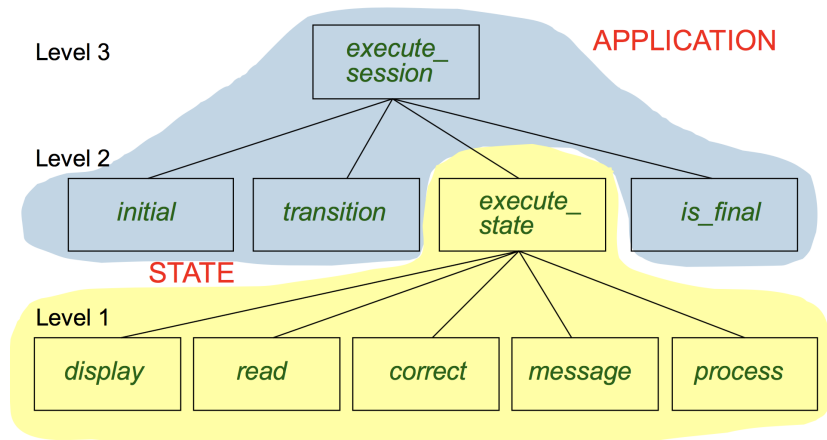 Level 3
execute_
session
APPLICATION
Level 2
initial
transition
execute_
state
is_final
STATE
Level 1
display
read
correct
message
process